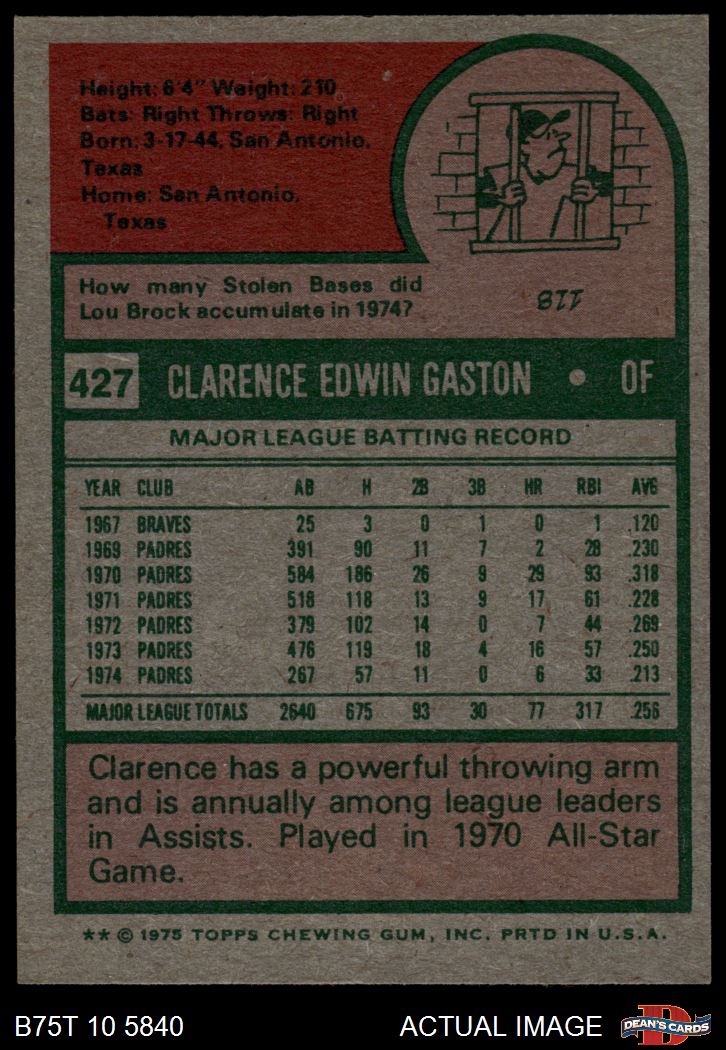 Height: 6'4" Weight: 210
Bats: Right Throws: Right
Born: 3-17-44, San Antonio,
Texas
Home: San Antonio,
Texas
How many Stolen Bases did
Lou Brock accumulate in 1974?
811
427 CLARENCE EDWIN GASTON • OF
MAJOR LEAGUE BATTING RECORD
YEAR CLUB AB H 2B 3B HR RBI AVG
1967 BRAVES 25 3 0 1 0 1 .120
1969 PADRES 391 90 11 7 2 28 .230
1970 PADRES 584 186 26 9 29 93 .318
1971 PADRES 518 118 13 9 17 61 .228
1972 PADRES 379 102 14 0 7 44 .269
1973 PADRES 476 119 18 4 16 57 .250
1974 PADRES 267 57 11 0 6 33 .213
MAJOR LEAGUE TOTALS 2640 675 93 30 77 317 .256
Clarence has a powerful throwing arm
and is annually among league leaders
in Assists. Played in 1970 All-Star
Game.
** © 1975 TOPPS CHEWING GUM, INC. PRTD IN U.S.A.
B75T 10 5840 ACTUAL IMAGE DEAN'S CARDS